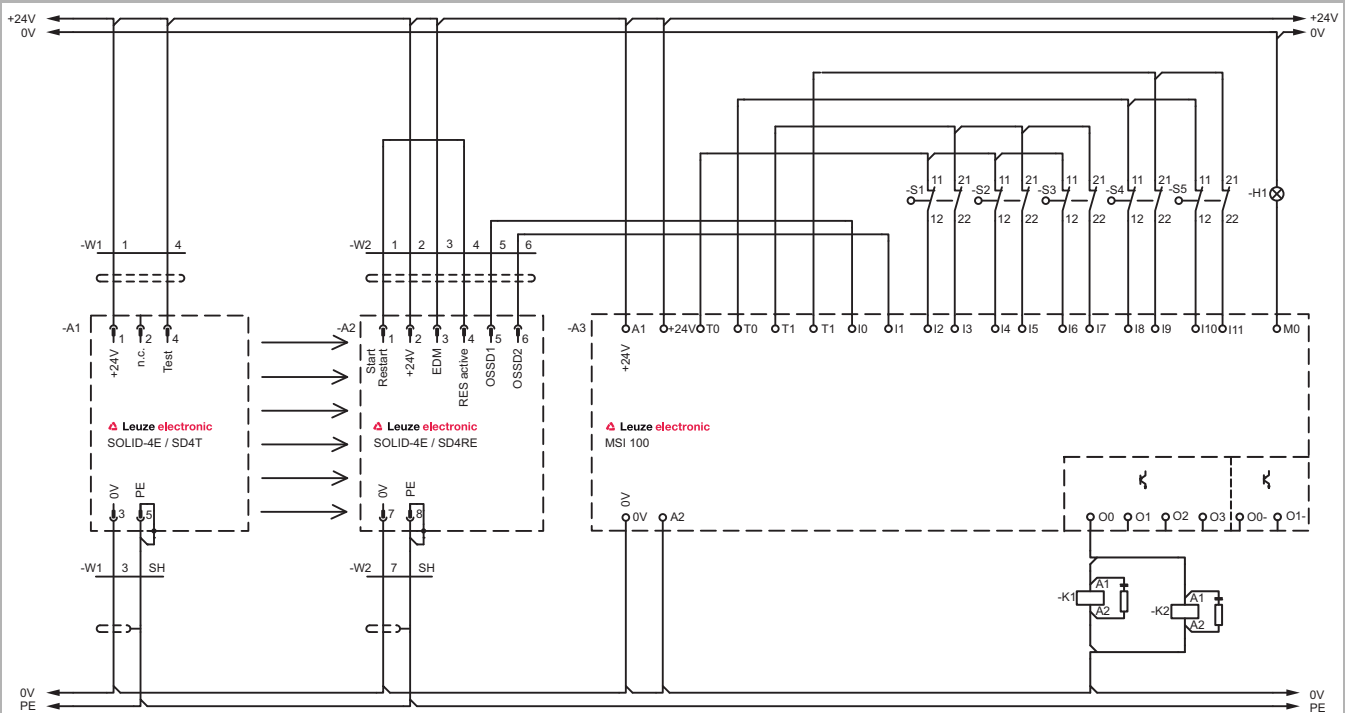 +24V
0V
+24V
0V
-W1 1 4
-W2 1 2 3 4 5 6
11 21 11 21 11 21 11 21 11 21
-S1 -S2 -S3 -S4 -S5 -H1
12 22 12 22 12 22 12 22 12 22
-A1 -A2 -A3
1 2 4
+24V n.c. Test
1 2 3 4 5 6
Start
Restart
+24V
EDM
RES active
OSSD1
OSSD2
A1 +24V T0 T0 T1 T1 I0 I1 I2 I3 I4 I5 I6 I7 I8 I9 I10 I11 M0
+24V
Leuze electronic
SOLID-4E / SD4T
Leuze electronic
SOLID-4E / SD4RE
Leuze electronic
MSI 100
0V PE
3 5
0V PE
7 8
0V
0V A2
O0 O1 O2 O3 O0- O1-
-W1 3 SH
-W2 7 SH
-K1 A1
A2
-K2 A1
A2
0V
PE
0V
PE